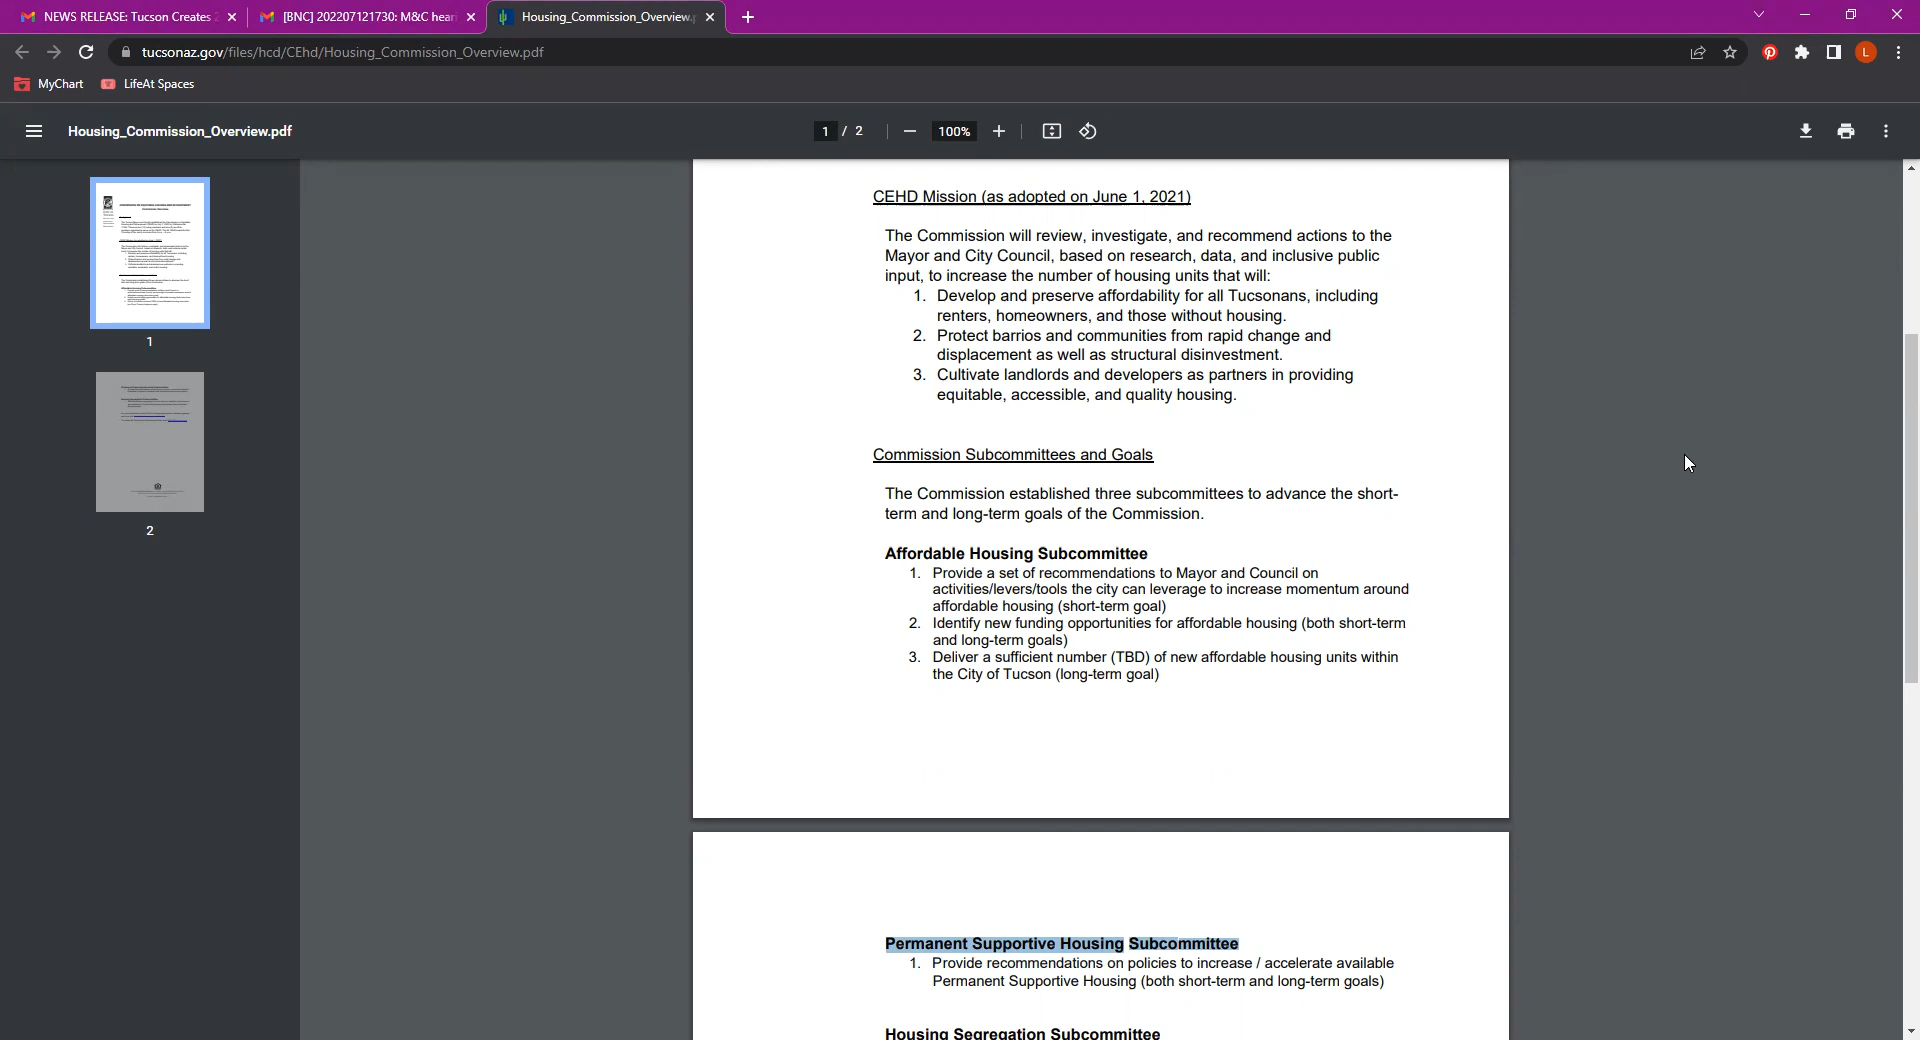 NEWS RELEASE: Tucson Creates
[BNC] 202207121730: M&C hear
Housing_Commission_Overview.
tucsonaz.gov/files/hcd/CEhd/Housing_Commission_Overview.pdf
L
MyChart
LifeAt Spaces
Housing_Commission_Overview.pdf
1 / 2
100%
CEHD Mission (as adopted on June 1, 2021)
The Commission will review, investigate, and recommend actions to the
Mayor and City Council, based on research, data, and inclusive public
input, to increase the number of housing units that will:
1. Develop and preserve affordability for all Tucsonans, including
renters, homeowners, and those without housing.
2. Protect barrios and communities from rapid change and
displacement as well as structural disinvestment.
3. Cultivate landlords and developers as partners in providing
equitable, accessible, and quality housing.
Commission Subcommittees and Goals
The Commission established three subcommittees to advance the short-
term and long-term goals of the Commission.
Affordable Housing Subcommittee
1. Provide a set of recommendations to Mayor and Council on
activities/levers/tools the city can leverage to increase momentum around
affordable housing (short-term goal)
2. Identify new funding opportunities for affordable housing (both short-term
and long-term goals)
3. Deliver a sufficient number (TBD) of new affordable housing units within
the City of Tucson (long-term goal)
Permanent Supportive Housing Subcommittee
1. Provide recommendations on policies to increase / accelerate available
Permanent Supportive Housing (both short-term and long-term goals)
Housing Segregation Subcommittee
1
2